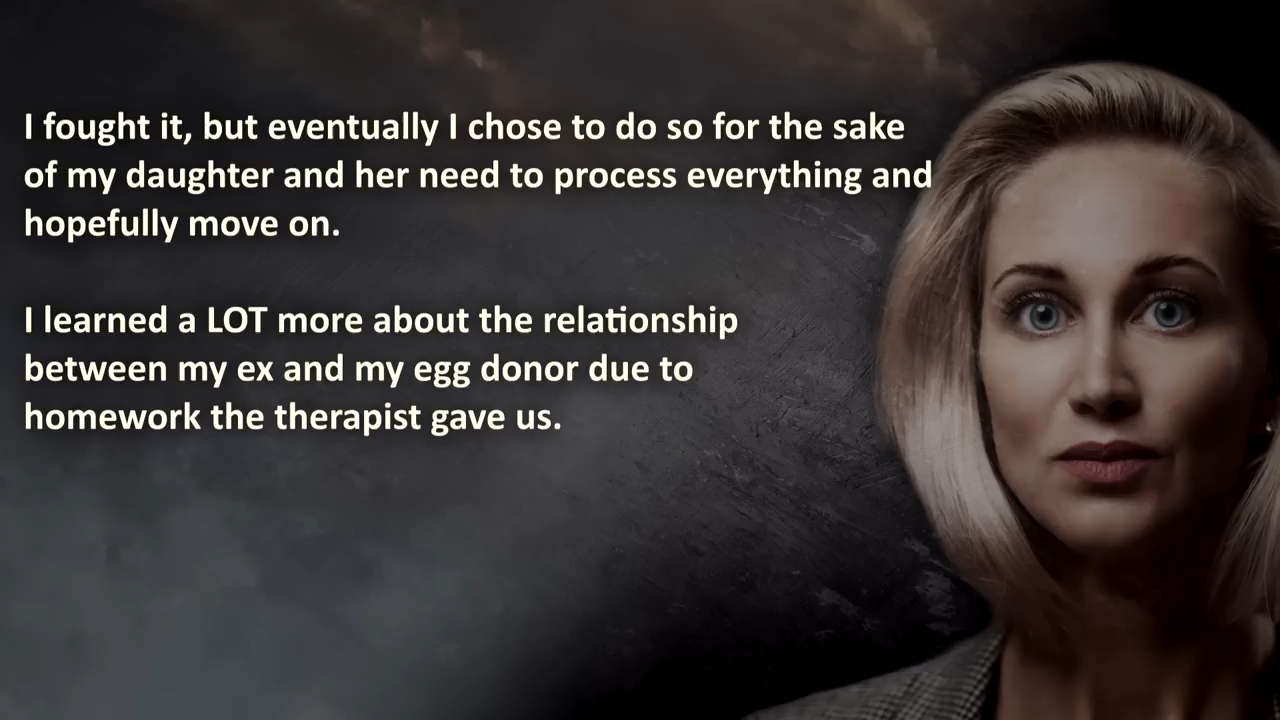 I fought it, but eventually I chose to do so for the sake
of my daughter and her need to process everything and
hopefully move on.
I learned a LOT more about the relationship
between my ex and my egg donor due to
homework the therapist gave us.